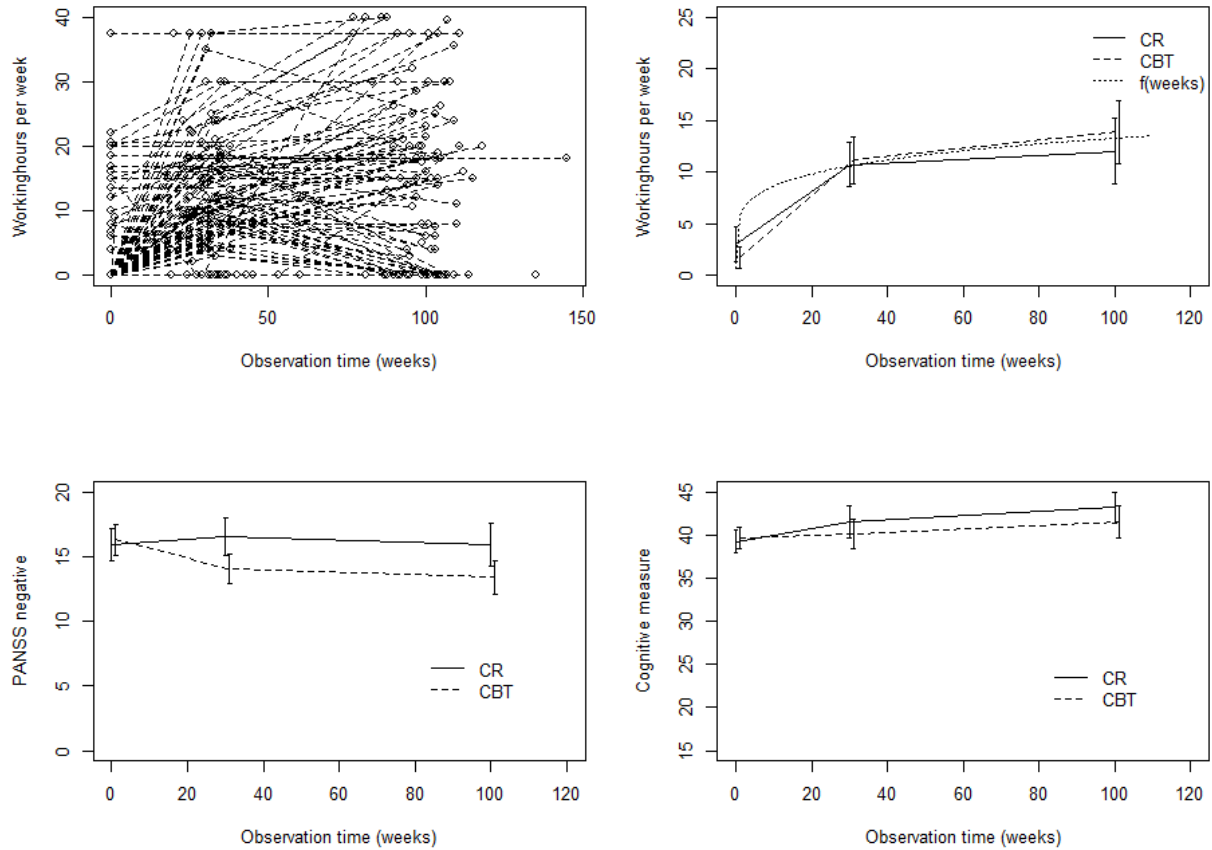 Workinghours per week
40
30
20
10
0
0 50 100 150
Observation time (weeks)
Workinghours per week
25
20
15
10
5
0
CR
CBT
f(weeks)
0 20 40 60 80 100 120
Observation time (weeks)
PANSS negative
20
15
10
5
0
CR
CBT
0 20 40 60 80 100 120
Observation time (weeks)
Cognitive measure
45
40
35
30
25
20
15
CR
CBT
0 20 40 60 80 100 120
Observation time (weeks)